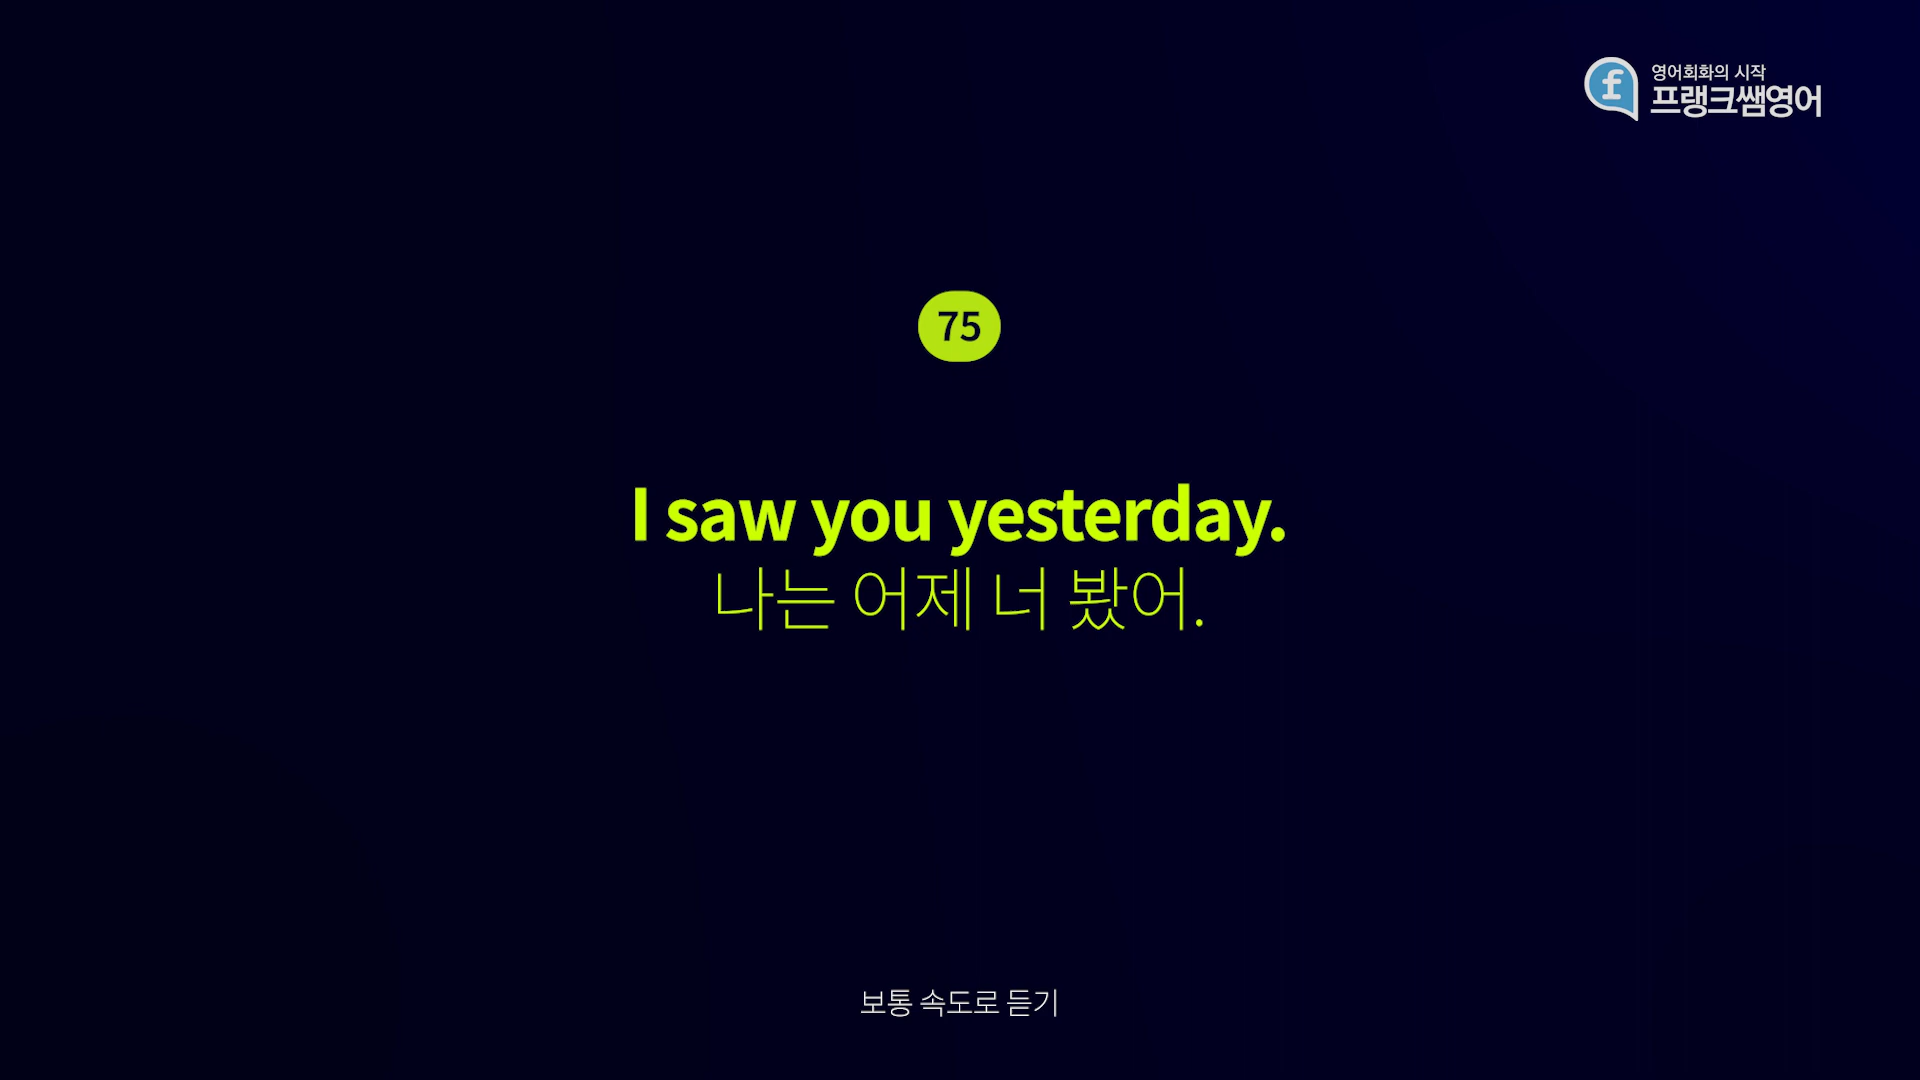 영어회화의 시작
프랭크쌤영어
75
I saw you yesterday.
나는 어제 너 봤어.
보통 속도로 듣기